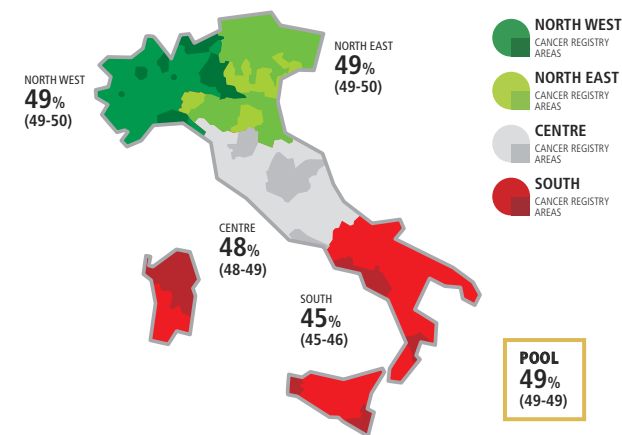 NORTH WEST
49%
(49-50)
NORTH EAST
49%
(49-50)
CENTRE
48%
(48-49)
SOUTH
45%
(45-46)
NORTH WEST
CANCER REGISTRY
AREAS
NORTH EAST
CANCER REGISTRY
AREAS
CENTRE
CANCER REGISTRY
AREAS
SOUTH
CANCER REGISTRY
AREAS
POOL
49%
(49-49)